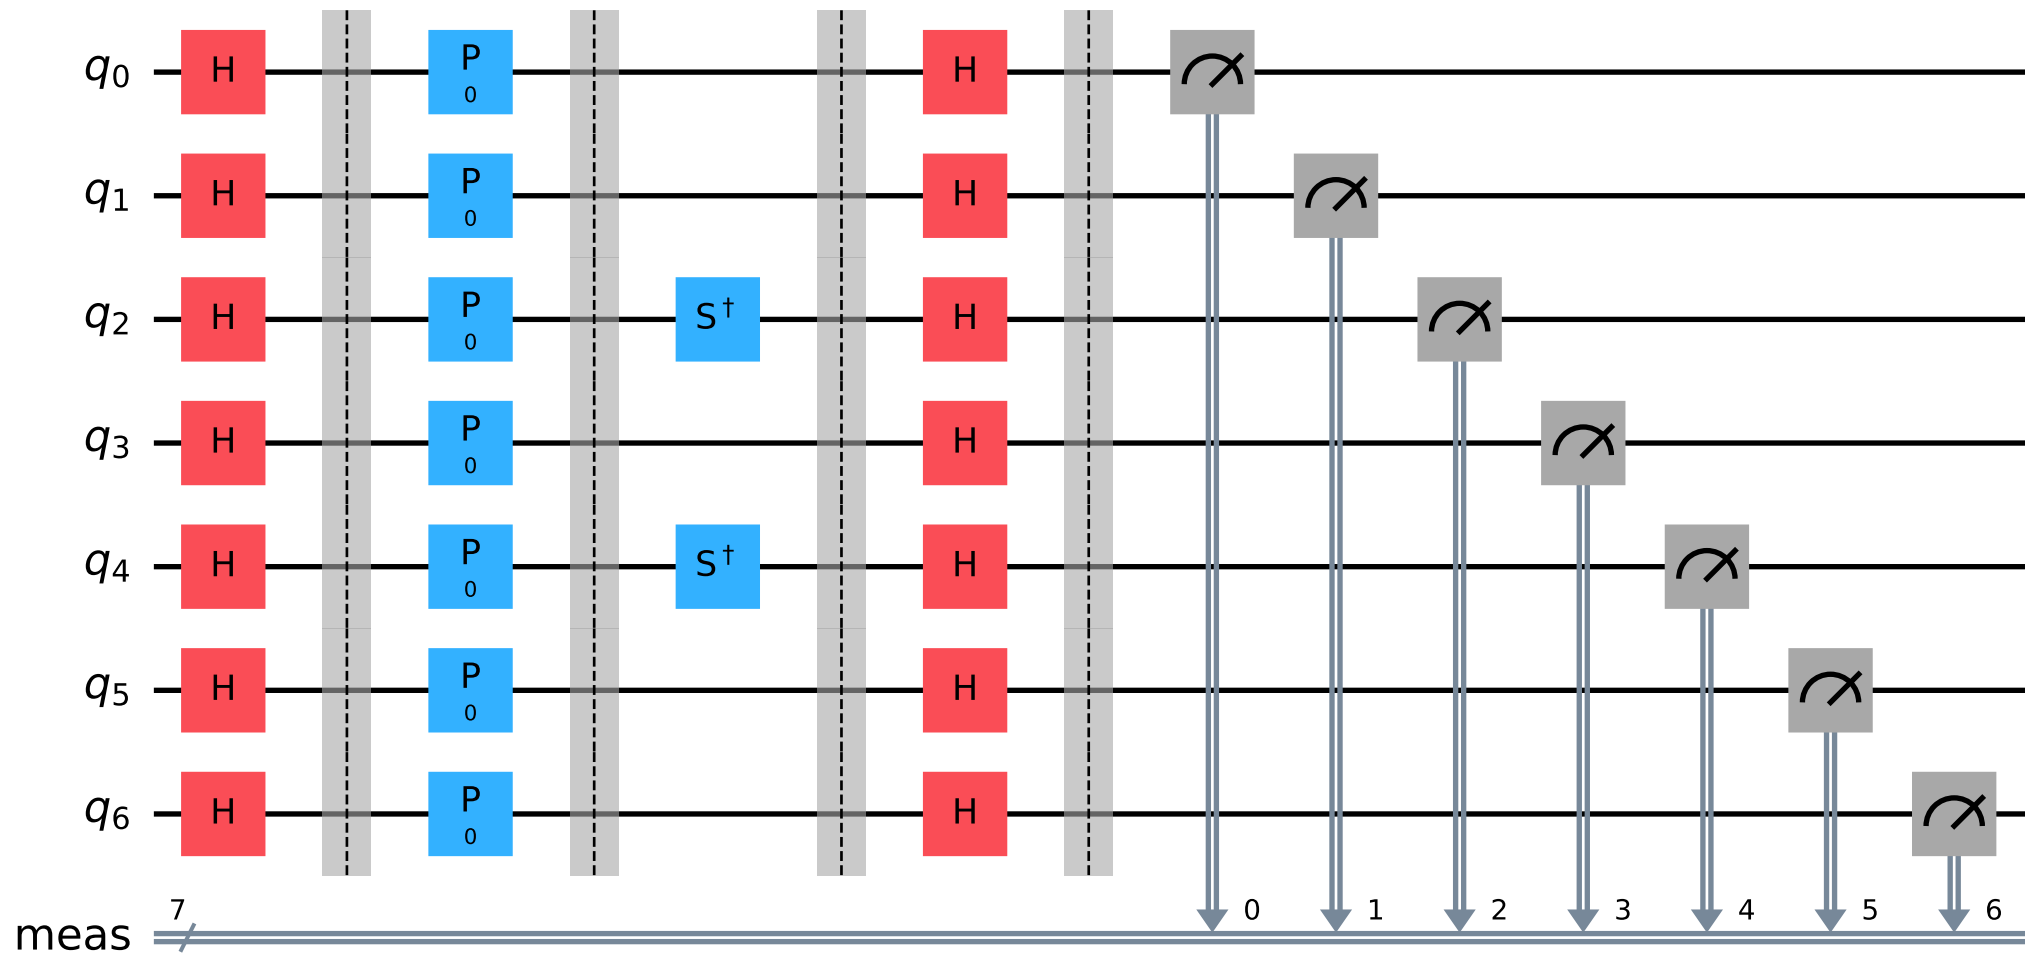 q0 H P 0 H
q1 H P 0 H
q2 H P 0 S† H
q3 H P 0 H
q4 H P 0 S† H
q5 H P 0 H
q6 H P 0 H
7 0 1 2 3 4 5 6
meas